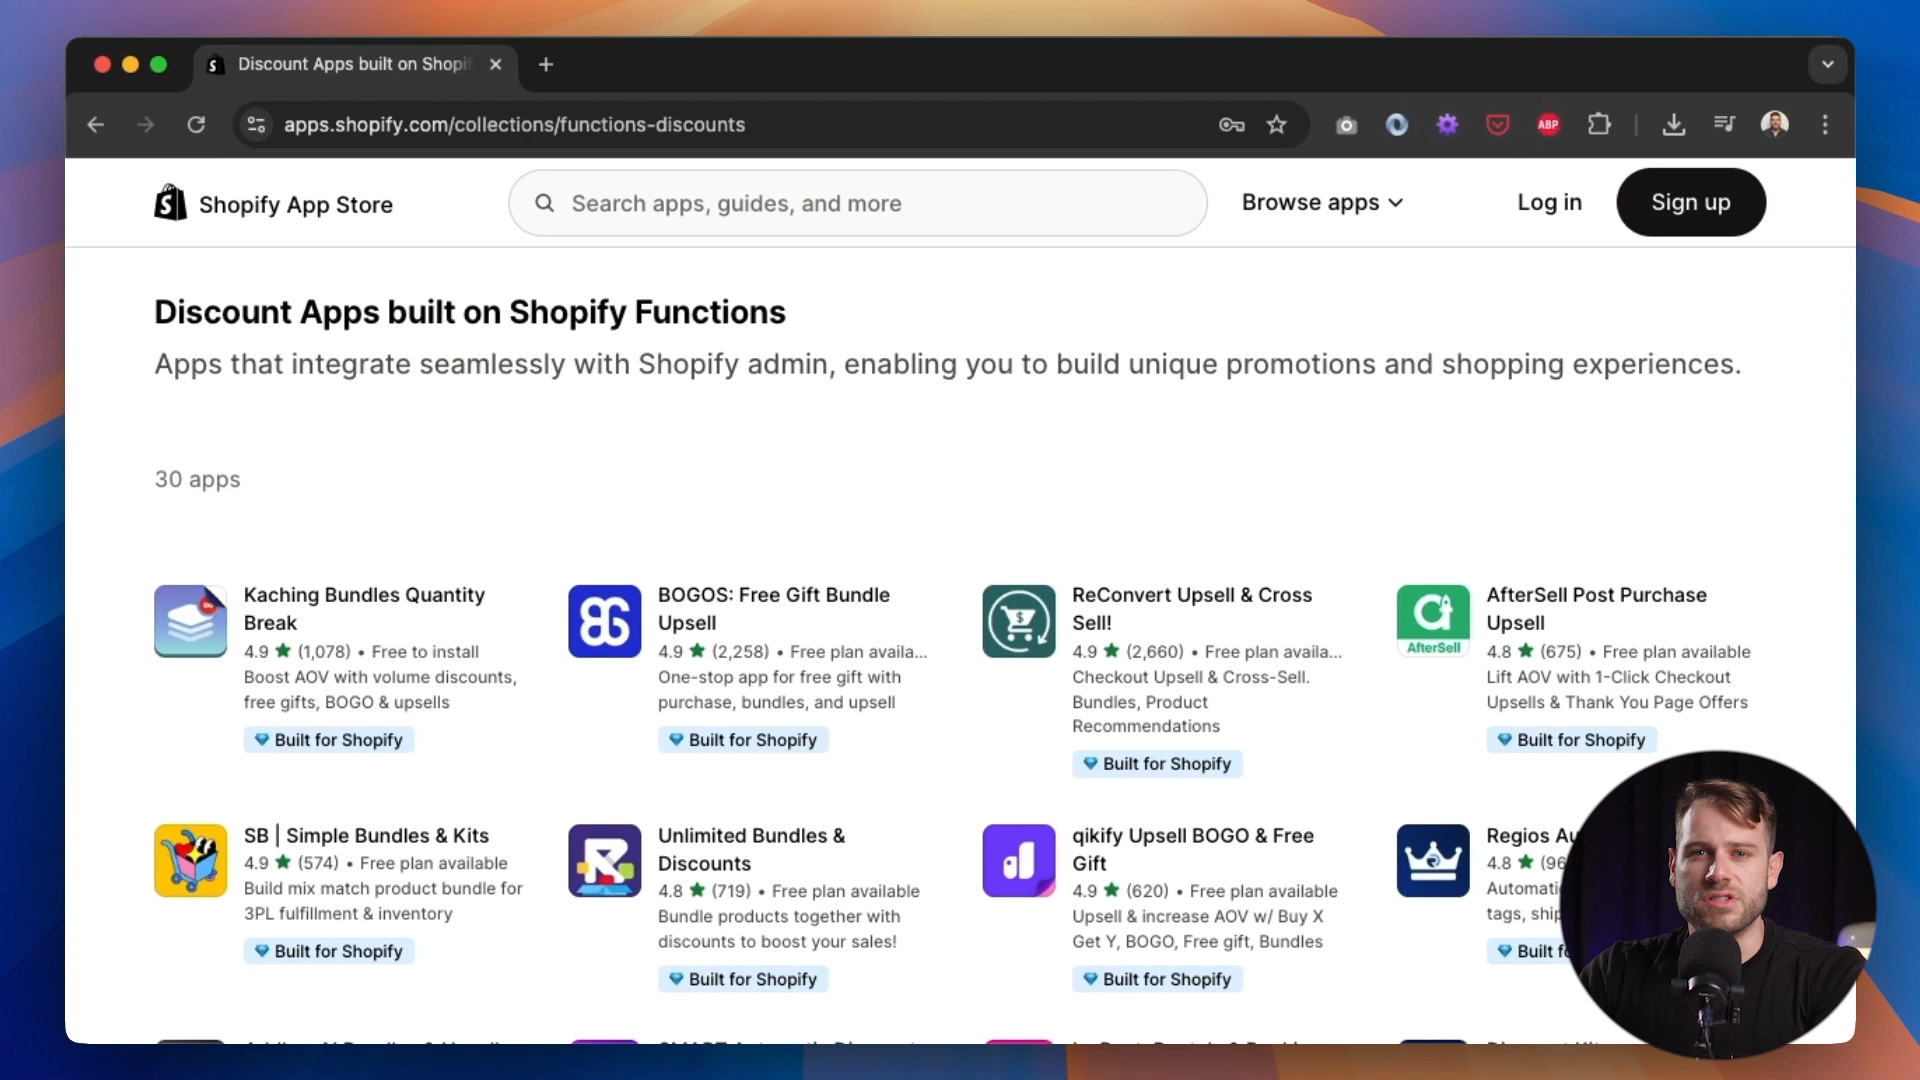 Discount Apps built on Shopif
apps.shopify.com/collections/functions-discounts
ABP
Shopify App Store
Search apps, guides, and more
Browse apps
Log in
Sign up
Discount Apps built on Shopify Functions
Apps that integrate seamlessly with Shopify admin, enabling you to build unique promotions and shopping experiences.
30 apps
Kaching Bundles Quantity
Break
4.9 ★ (1,078) • Free to install
Boost AOV with volume discounts,
free gifts, BOGO & upsells
Built for Shopify
BOGOS: Free Gift Bundle
Upsell
4.9 ★ (2,258) • Free plan availa...
One-stop app for free gift with
purchase, bundles, and upsell
Built for Shopify
ReConvert Upsell & Cross
Sell!
4.9 ★ (2,660) • Free plan availa...
Checkout Upsell & Cross-Sell.
Bundles, Product
Recommendations
Built for Shopify
AfterSell
AfterSell Post Purchase
Upsell
4.8 ★ (675) • Free plan available
Lift AOV with 1-Click Checkout
Upsells & Thank You Page Offers
Built for Shopify
SB | Simple Bundles & Kits
4.9 ★ (574) • Free plan available
Build mix match product bundle for
3PL fulfillment & inventory
Built for Shopify
Unlimited Bundles &
Discounts
4.8 ★ (719) • Free plan available
Bundle products together with
discounts to boost your sales!
Built for Shopify
qikify Upsell BOGO & Free
Gift
4.9 ★ (620) • Free plan available
Upsell & increase AOV w/ Buy X
Get Y, BOGO, Free gift, Bundles
Built for Shopify
Regios Au
4.8 ★ (96
Automati
tags, ship
Built fo